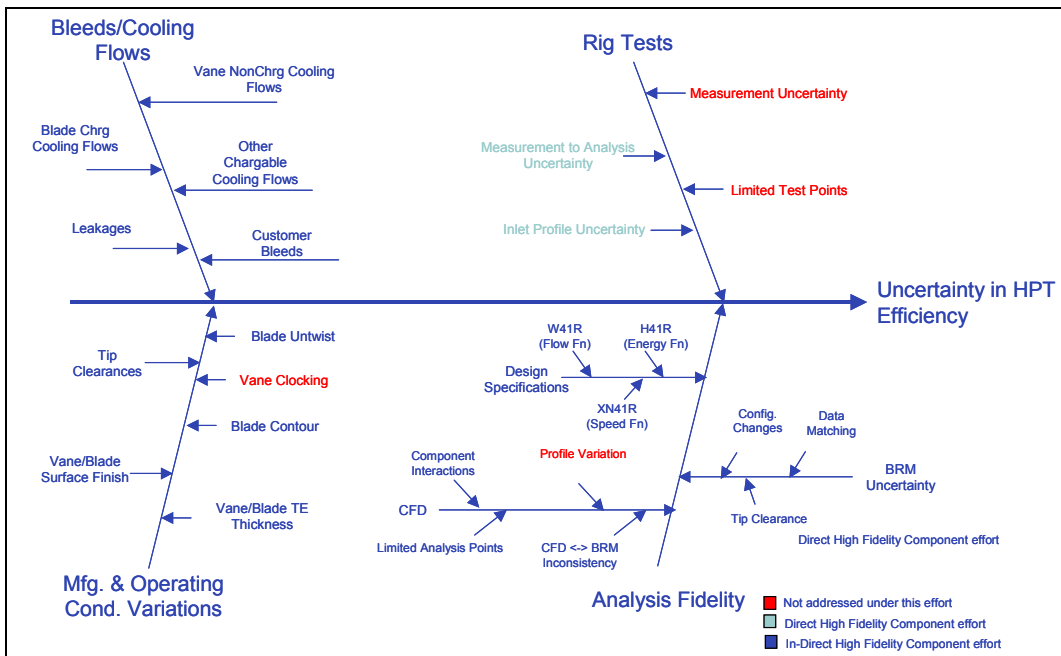 Bleeds/Cooling
Flows
Vane NonChrg Cooling
Flows
Blade Chrg
Cooling Flows
Other
Chargable
Cooling Flows
Leakages
Customer
Bleeds
Rig Tests
Measurement Uncertainty
Measurement to Analysis
Uncertainty
Limited Test Points
Inlet Profile Uncertainty
Uncertainty in HPT
Efficiency
Blade Untwist
Tip
Clearances
Vane Clocking
Blade Contour
Vane/Blade
Surface Finish
Vane/Blade TE
Thickness
Mfg. & Operating
Cond. Variations
W41R
(Flow Fn)
H41R
(Energy Fn)
Design
Specifications
XN41R
(Speed Fn)
Config.
Changes
Data
Matching
BRM
Uncertainty
Tip Clearance
Component
Interactions
Profile Variation
CFD
Limited Analysis Points
CFD <-> BRM
Inconsistency
Direct High Fidelity Component effort
Analysis Fidelity
Not addressed under this effort
Direct High Fidelity Component effort
In-Direct High Fidelity Component effort